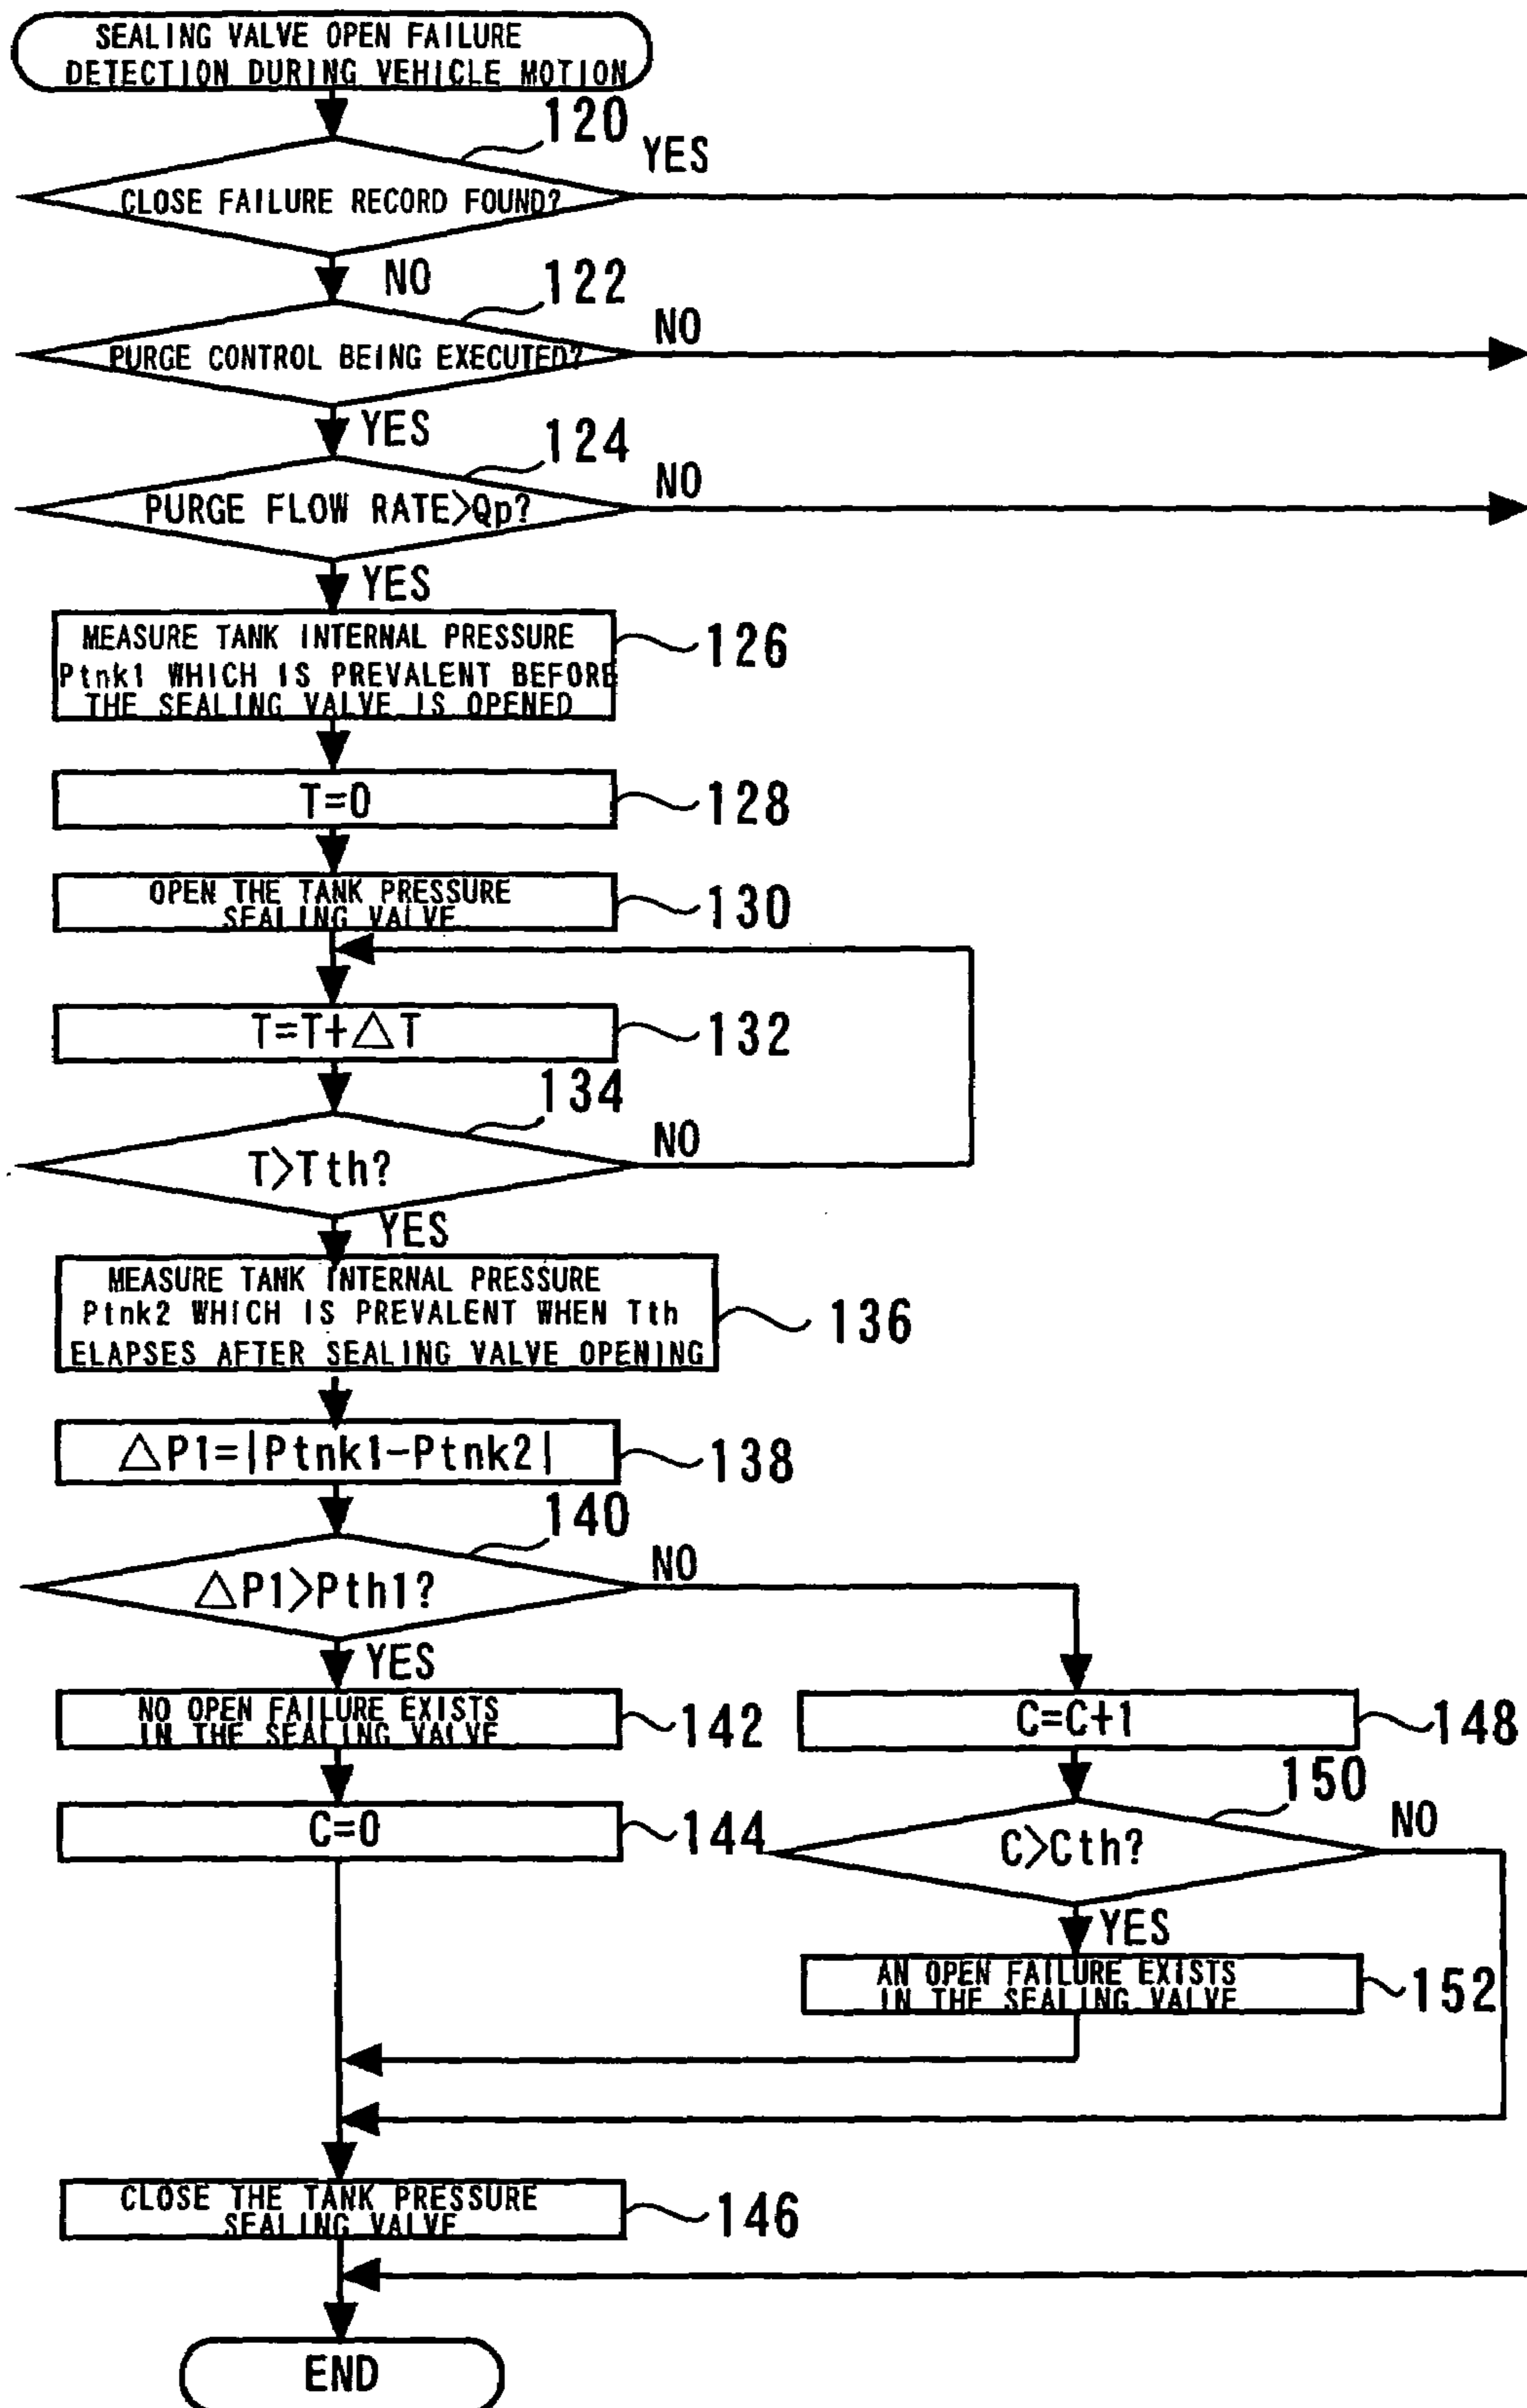 SEALING VALVE OPEN FAILURE
DETECTION DURING VEHICLE MOTION
120
YES
CLOSE FAILURE RECORD FOUND?
NO
122
NO
PURGE CONTROL BEING EXECUTED?
YES
124
NO
PURGE FLOW RATE>Qp?
YES
MEASURE TANK INTERNAL PRESSURE
Ptnk1 WHICH IS PREVALENT BEFORE
THE SEALING VALVE IS OPENED
126
T=0
128
OPEN THE TANK PRESSURE
SEALING VALVE
130
T=T+△T
132
134
NO
T>Tth?
YES
MEASURE TANK INTERNAL PRESSURE
Ptnk2 WHICH IS PREVALENT WHEN Tth
ELAPSES AFTER SEALING VALVE OPENING
136
△P1=|Ptnk1-Ptnk2|
138
140
NO
△P1>Pth1?
YES
NO OPEN FAILURE EXISTS
IN THE SEALING VALVE
142
C=C+1
148
C=0
144
150
NO
C>Cth?
YES
AN OPEN FAILURE EXISTS
IN THE SEALING VALVE
152
CLOSE THE TANK PRESSURE
SEALING VALVE
146
END